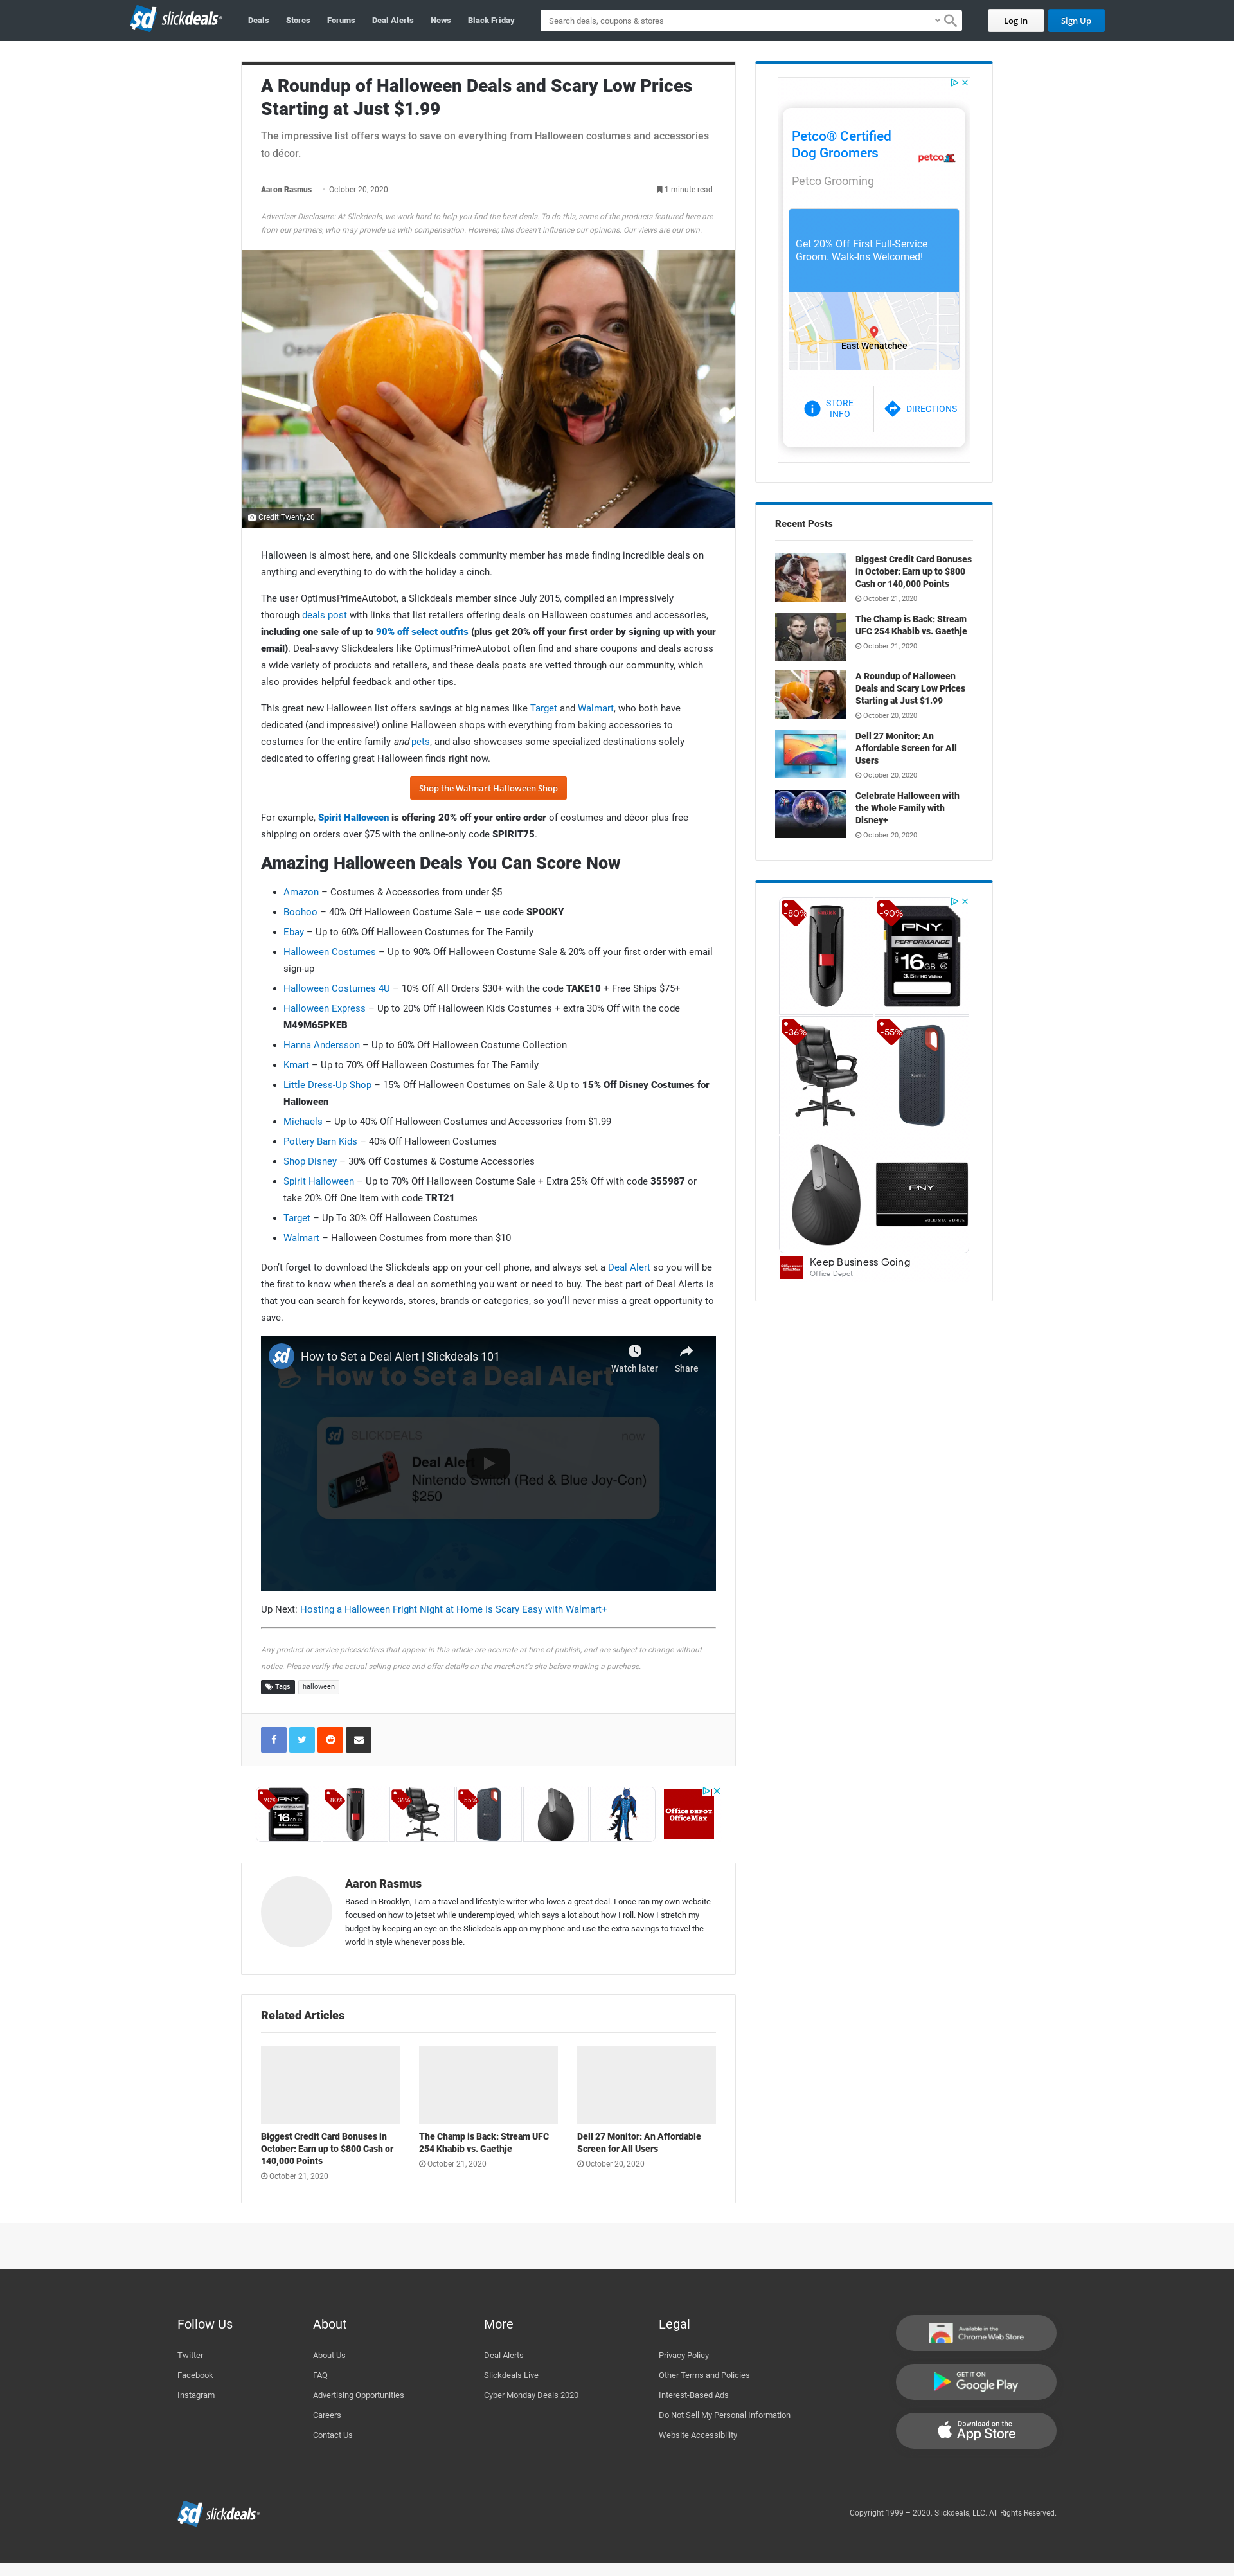 slickdeals
Deals Stores Forums Deal Alerts News Black Friday
Search deals, coupons & stores
Log In
Sign Up
A Roundup of Halloween Deals and Scary Low Prices
Starting at Just $1.99
The impressive list offers ways to save on everything from Halloween costumes and accessories
to décor.
Aaron Rasmus · October 20, 2020
1 minute read
Advertiser Disclosure: At Slickdeals, we work hard to help you find the best deals. To do this, some of the products featured here are
from our partners, who may provide us with compensation. However, this doesn't influence our opinions. Our views are our own.
Credit:Twenty20
Halloween is almost here, and one Slickdeals community member has made finding incredible deals on
anything and everything to do with the holiday a cinch.
The user OptimusPrimeAutobot, a Slickdeals member since July 2015, compiled an impressively
thorough deals post with links that list retailers offering deals on Halloween costumes and accessories,
including one sale of up to 90% off select outfits (plus get 20% off your first order by signing up with your
email). Deal-savvy Slickdealers like OptimusPrimeAutobot often find and share coupons and deals across
a wide variety of products and retailers, and these deals posts are vetted through our community, which
also provides helpful feedback and other tips.
This great new Halloween list offers savings at big names like Target and Walmart, who both have
dedicated (and impressive!) online Halloween shops with everything from baking accessories to
costumes for the entire family and pets, and also showcases some specialized destinations solely
dedicated to offering great Halloween finds right now.
Shop the Walmart Halloween Shop
For example, Spirit Halloween is offering 20% off your entire order of costumes and décor plus free
shipping on orders over $75 with the online-only code SPIRIT75.
Amazing Halloween Deals You Can Score Now
• Amazon – Costumes & Accessories from under $5
• Boohoo – 40% Off Halloween Costume Sale – use code SPOOKY
• Ebay – Up to 60% Off Halloween Costumes for The Family
• Halloween Costumes – Up to 90% Off Halloween Costume Sale & 20% off your first order with email
sign-up
• Halloween Costumes 4U – 10% Off All Orders $30+ with the code TAKE10 + Free Ships $75+
• Halloween Express – Up to 20% Off Halloween Kids Costumes + extra 30% Off with the code
M49M65PKEB
• Hanna Andersson – Up to 60% Off Halloween Costume Collection
• Kmart – Up to 70% Off Halloween Costumes for The Family
• Little Dress-Up Shop – 15% Off Halloween Costumes on Sale & Up to 15% Off Disney Costumes for
Halloween
• Michaels – Up to 40% Off Halloween Costumes and Accessories from $1.99
• Pottery Barn Kids – 40% Off Halloween Costumes
• Shop Disney – 30% Off Costumes & Costume Accessories
• Spirit Halloween – Up to 70% Off Halloween Costume Sale + Extra 25% Off with code 355987 or
take 20% Off One Item with code TRT21
• Target – Up To 30% Off Halloween Costumes
• Walmart – Halloween Costumes from more than $10
Don't forget to download the Slickdeals app on your cell phone, and always set a Deal Alert so you will be
the first to know when there's a deal on something you want or need to buy. The best part of Deal Alerts is
that you can search for keywords, stores, brands or categories, so you'll never miss a great opportunity to
save.
sd
How to Set a Deal Alert | Slickdeals 101
Watch later
Share
How to Set a Deal Alert
SLICKDEALS now
Deal Alert
Nintendo Switch (Red & Blue Joy-Con)
$250
Up Next: Hosting a Halloween Fright Night at Home Is Scary Easy with Walmart+
Any product or service prices/offers that appear in this article are accurate at time of publish, and are subject to change without
notice. Please verify the actual selling price and offer details on the merchant's site before making a purchase.
Tags halloween
-90%
-80%
-36%
-55%
Office DEPOT
OfficeMax
Aaron Rasmus
Based in Brooklyn, I am a travel and lifestyle writer who loves a great deal. I once ran my own website
focused on how to jetset while underemployed, which says a lot about how I roll. Now I stretch my
budget by keeping an eye on the Slickdeals app on my phone and use the extra savings to travel the
world in style whenever possible.
Related Articles
Biggest Credit Card Bonuses in
October: Earn up to $800 Cash or
140,000 Points
October 21, 2020
The Champ is Back: Stream UFC
254 Khabib vs. Gaethje
October 21, 2020
Dell 27 Monitor: An Affordable
Screen for All Users
October 20, 2020
Petco® Certified
Dog Groomers
petco
Petco Grooming
Get 20% Off First Full-Service
Groom. Walk-Ins Welcomed!
East Wenatchee
STORE
INFO
DIRECTIONS
Recent Posts
Biggest Credit Card Bonuses
in October: Earn up to $800
Cash or 140,000 Points
October 21, 2020
The Champ is Back: Stream
UFC 254 Khabib vs. Gaethje
October 21, 2020
A Roundup of Halloween
Deals and Scary Low Prices
Starting at Just $1.99
October 20, 2020
Dell 27 Monitor: An
Affordable Screen for All
Users
October 20, 2020
Celebrate Halloween with
the Whole Family with
Disney+
October 20, 2020
-80%
-90%
PNY
PERFORMANCE
16GB
-36%
-55%
PNY
SOLID STATE DRIVE
Keep Business Going
Office Depot
Follow Us
Twitter
Facebook
Instagram
About
About Us
FAQ
Advertising Opportunities
Careers
Contact Us
More
Deal Alerts
Slickdeals Live
Cyber Monday Deals 2020
Legal
Privacy Policy
Other Terms and Policies
Interest-Based Ads
Do Not Sell My Personal Information
Website Accessibility
Available in the
Chrome Web Store
GET IT ON
Google Play
Download on the
App Store
slickdeals
Copyright 1999 – 2020. Slickdeals, LLC. All Rights Reserved.